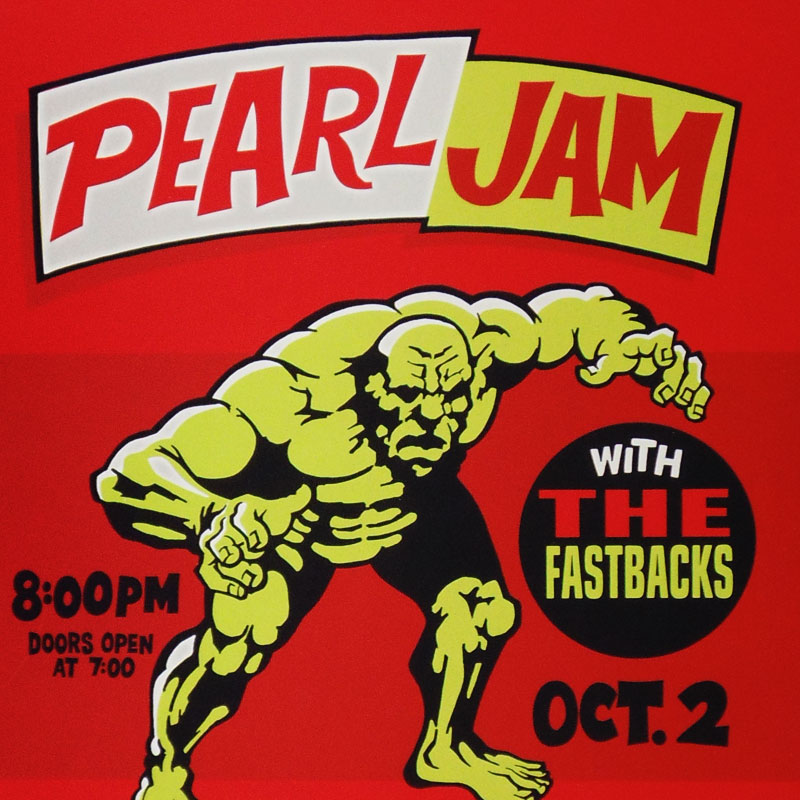 PEARL JAM
WITH
THE
FASTBACKS
8:00PM
DOORS OPEN
AT 7:00
OCT. 2